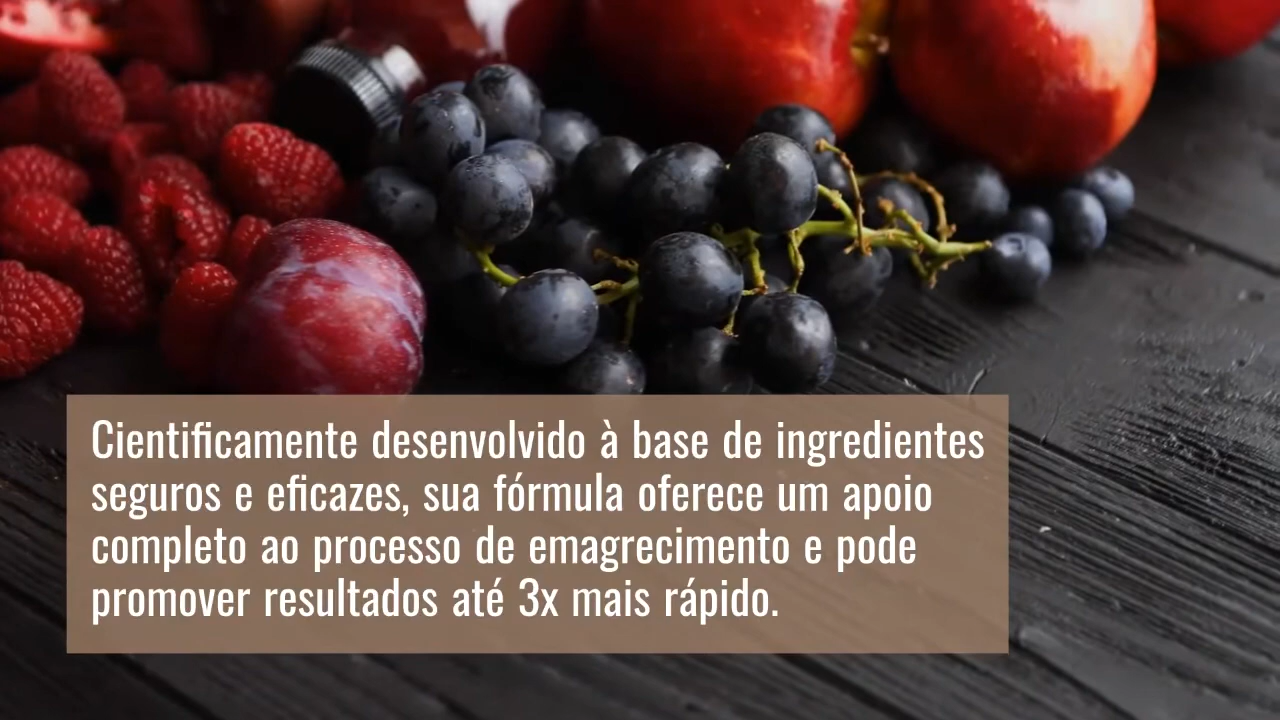 Cientificamente desenvolvido à base de ingredientes
seguros e eficazes, sua fórmula oferece um apoio
completo ao processo de emagrecimento e pode
promover resultados até 3x mais rápido.